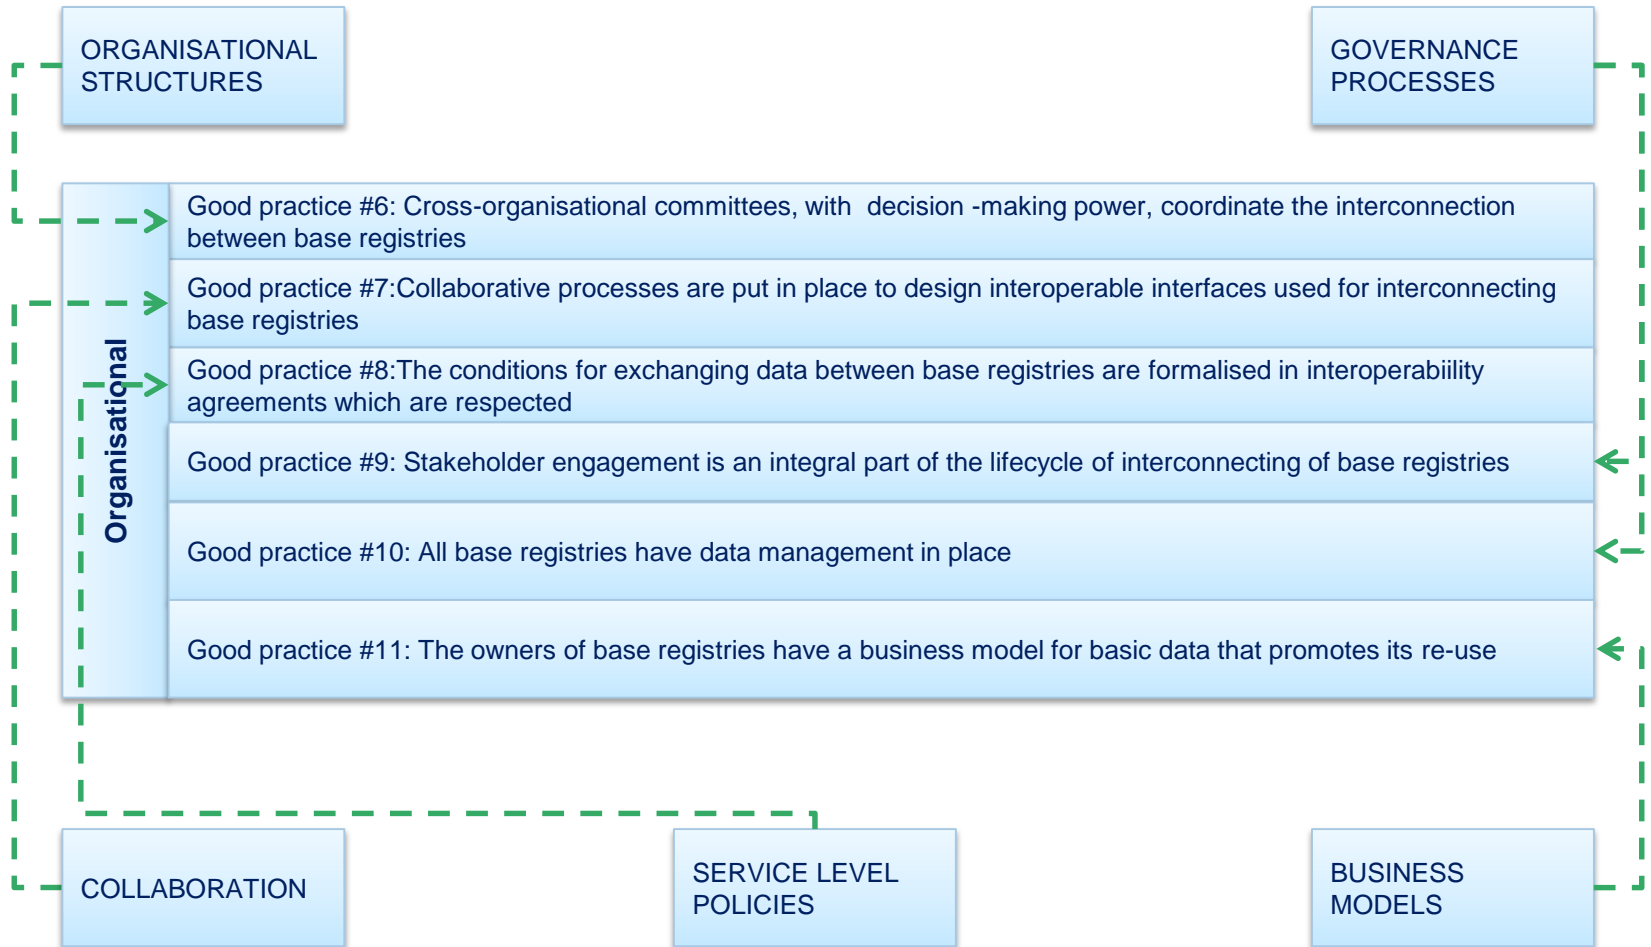 ORGANISATIONAL
STRUCTURES
GOVERNANCE
PROCESSES
Organisational
Good practice #6: Cross-organisational committees, with  decision -making power, coordinate the interconnection
between base registries
Good practice #7:Collaborative processes are put in place to design interoperable interfaces used for interconnecting
base registries
Good practice #8:The conditions for exchanging data between base registries are formalised in interoperabiility
agreements which are respected
Good practice #9: Stakeholder engagement is an integral part of the lifecycle of interconnecting of base registries
Good practice #10: All base registries have data management in place
Good practice #11: The owners of base registries have a business model for basic data that promotes its re-use
COLLABORATION
SERVICE LEVEL
POLICIES
BUSINESS
MODELS